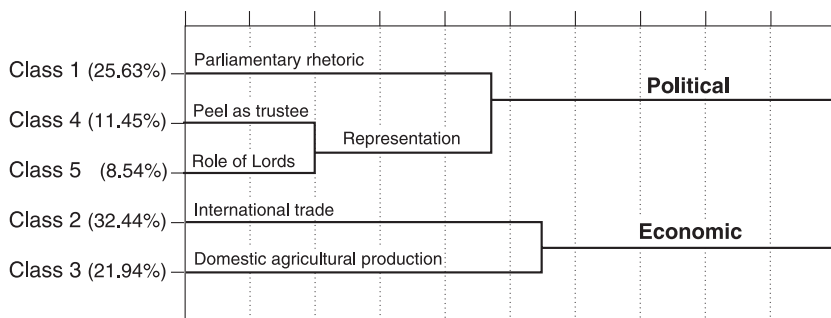 Parliamentary rhetoric
Class 1 (25.63%)
Political
Peel as trustee
Class 4 (11.45%)
Representation
Role of Lords
Class 5 (8.54%)
International trade
Class 2 (32.44%)
Economic
Domestic agricultural production
Class 3 (21.94%)